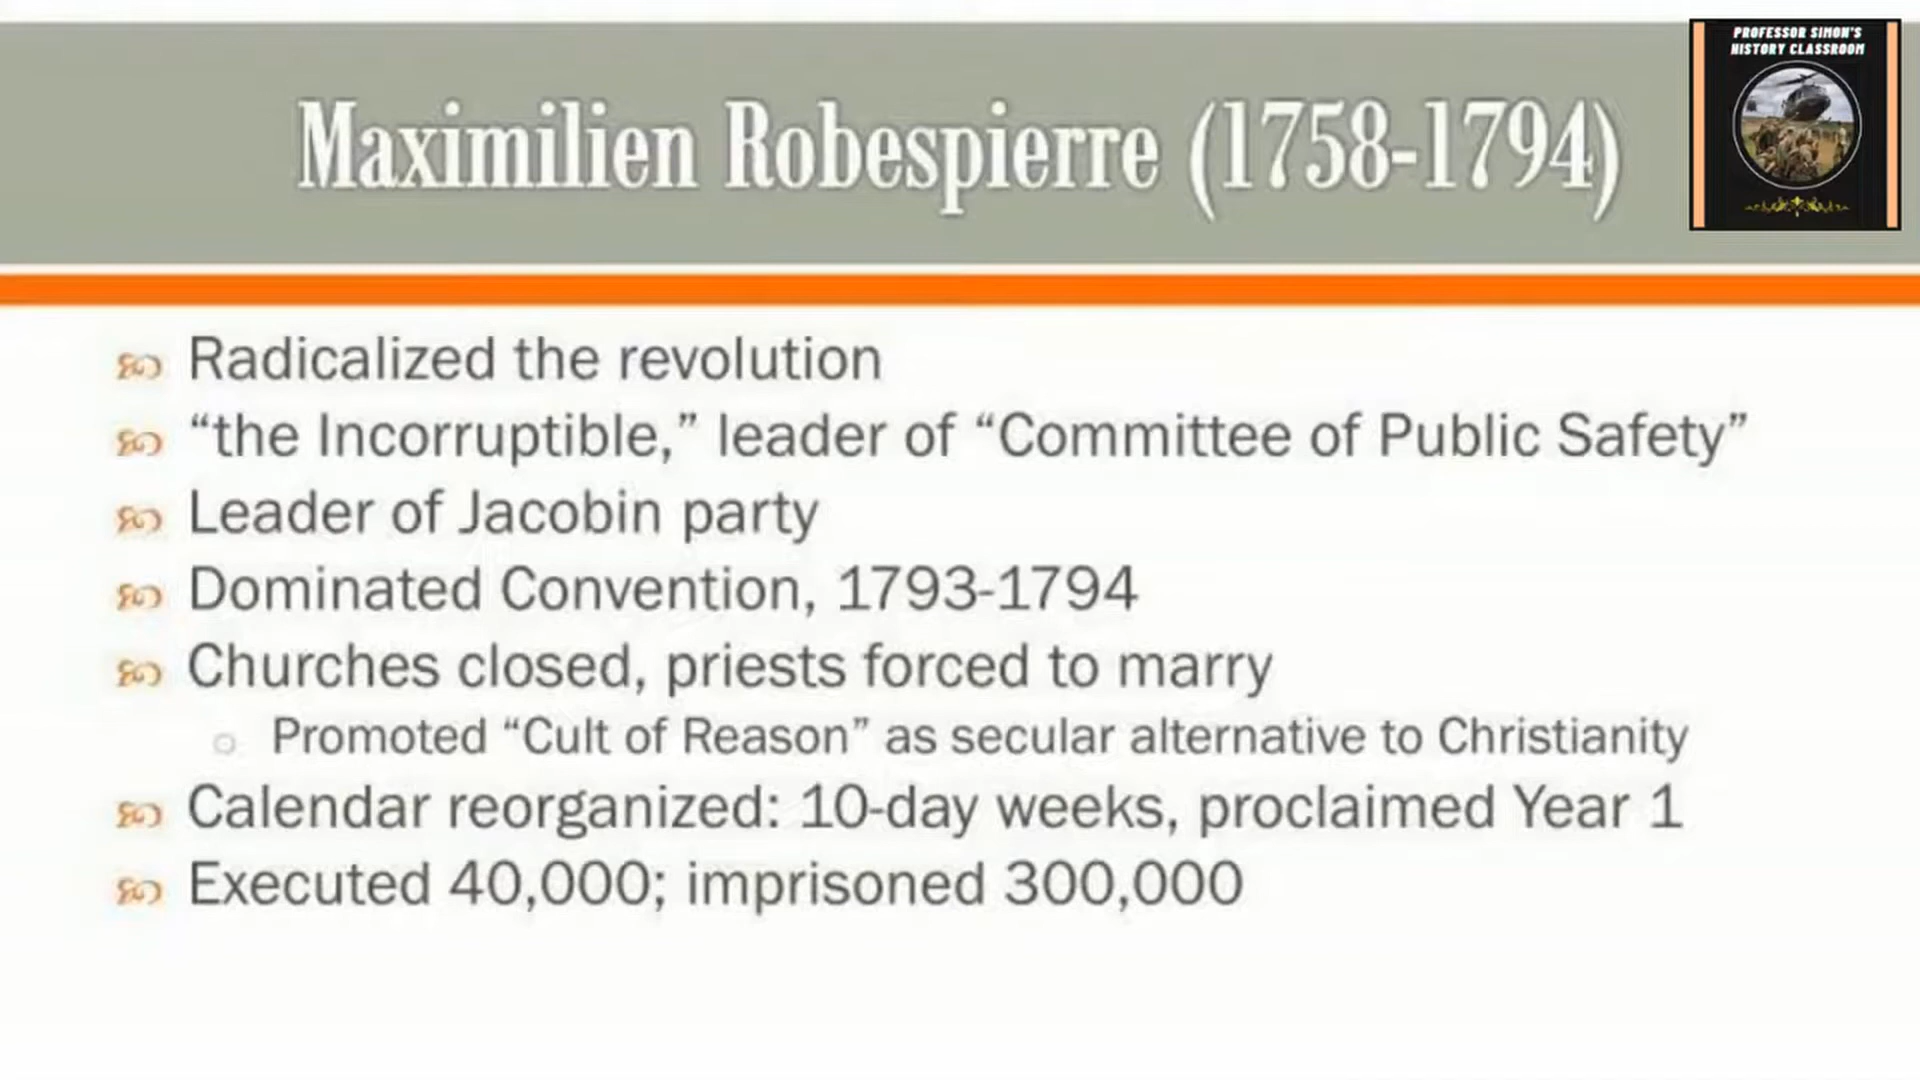 PROFESSOR SIMON'S
HISTORY CLASSROOM
Maximilien Robespierre (1758-1794)
Radicalized the revolution
“the Incorruptible,” leader of “Committee of Public Safety”
Leader of Jacobin party
Dominated Convention, 1793-1794
Churches closed, priests forced to marry
Promoted “Cult of Reason” as secular alternative to Christianity
Calendar reorganized: 10-day weeks, proclaimed Year 1
Executed 40,000; imprisoned 300,000